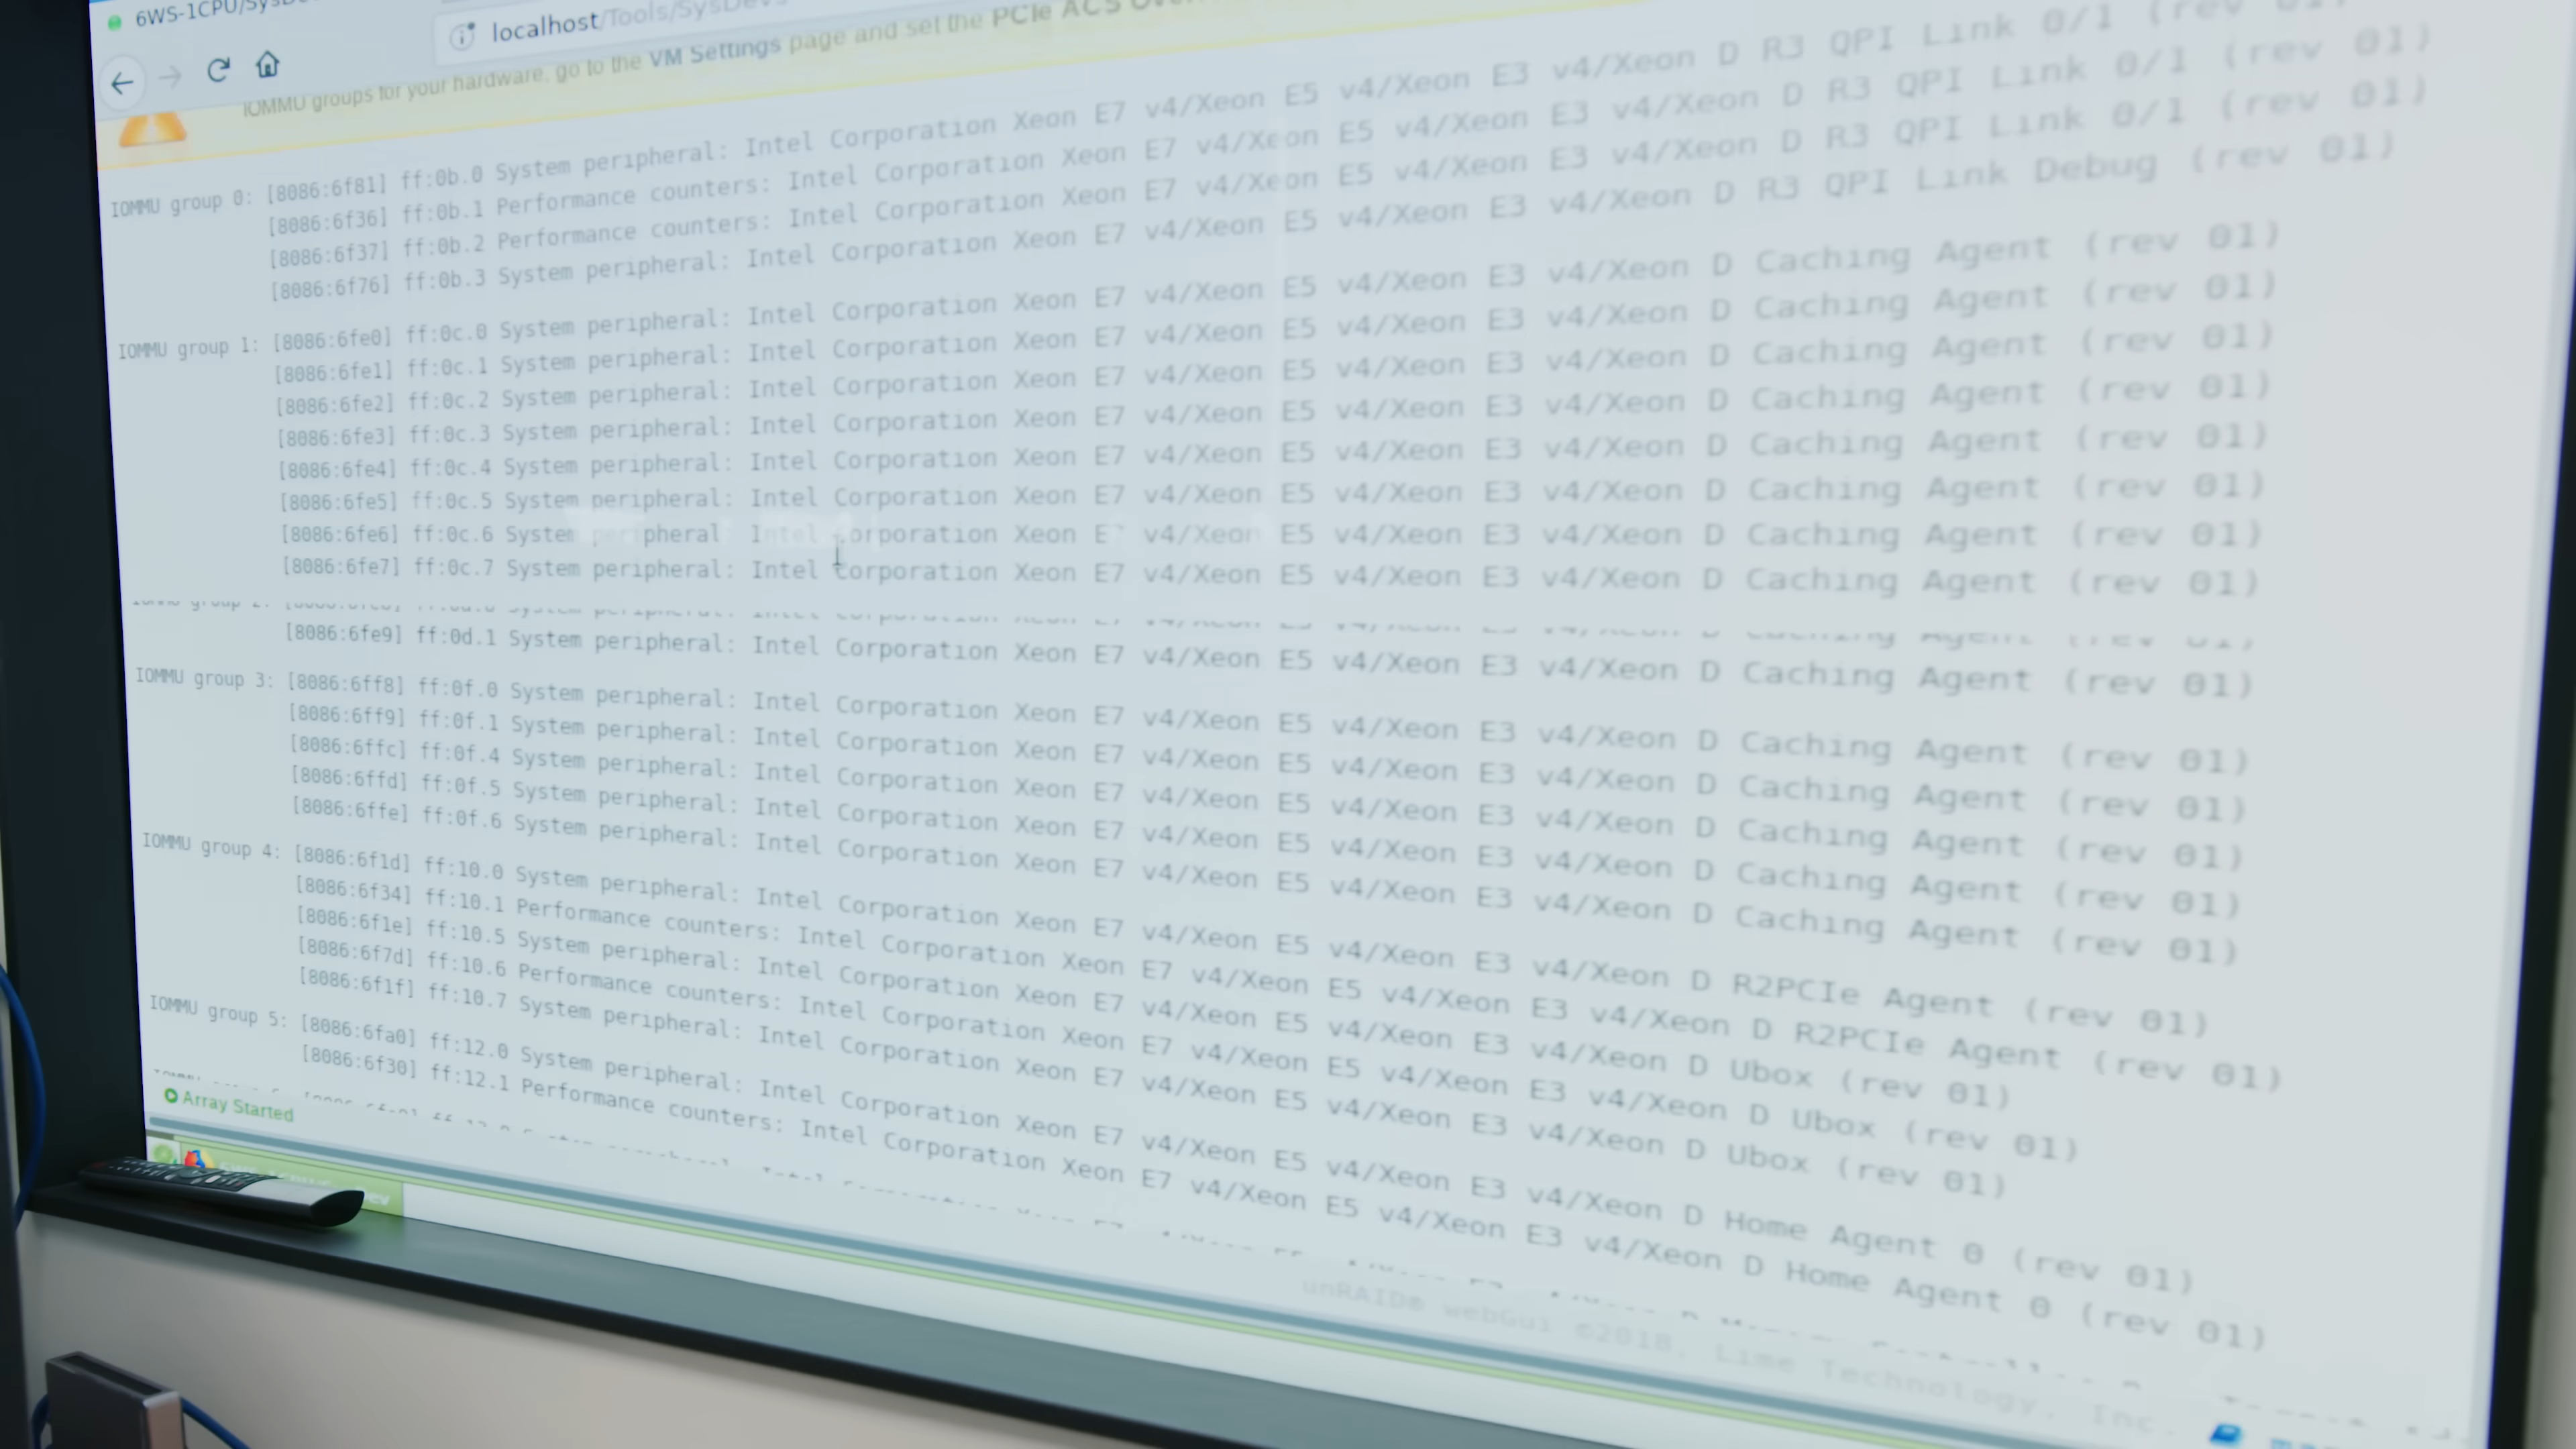 6WS-1CPU/SysDev
localhost/Tools/SysDevs
IOMMU groups for your hardware, go to the VM Settings page and set the PCIe ACS
IOMMU group 0: [8086:6f81] ff:0b.0 System peripheral: Intel Corporation Xeon E7 v4/Xeon E5 v4/Xeon E3 v4/Xeon D R3 QPI Link 0/1 (rev 01)
[8086:6f36] ff:0b.1 Performance counters: Intel Corporation Xeon E7 v4/Xeon E5 v4/Xeon E3 v4/Xeon D R3 QPI Link 0/1 (rev 01)
[8086:6f37] ff:0b.2 Performance counters: Intel Corporation Xeon E7 v4/Xeon E5 v4/Xeon E3 v4/Xeon D R3 QPI Link 0/1 (rev 01)
[8086:6f76] ff:0b.3 System peripheral: Intel Corporation Xeon E7 v4/Xeon E5 v4/Xeon E3 v4/Xeon D R3 QPI Link Debug (rev 01)
IOMMU group 1: [8086:6fe0] ff:0c.0 System peripheral: Intel Corporation Xeon E7 v4/Xeon E5 v4/Xeon E3 v4/Xeon D Caching Agent (rev 01)
[8086:6fe1] ff:0c.1 System peripheral: Intel Corporation Xeon E7 v4/Xeon E5 v4/Xeon E3 v4/Xeon D Caching Agent (rev 01)
[8086:6fe2] ff:0c.2 System peripheral: Intel Corporation Xeon E7 v4/Xeon E5 v4/Xeon E3 v4/Xeon D Caching Agent (rev 01)
[8086:6fe3] ff:0c.3 System peripheral: Intel Corporation Xeon E7 v4/Xeon E5 v4/Xeon E3 v4/Xeon D Caching Agent (rev 01)
[8086:6fe4] ff:0c.4 System peripheral: Intel Corporation Xeon E7 v4/Xeon E5 v4/Xeon E3 v4/Xeon D Caching Agent (rev 01)
[8086:6fe5] ff:0c.5 System peripheral: Intel Corporation Xeon E7 v4/Xeon E5 v4/Xeon E3 v4/Xeon D Caching Agent (rev 01)
[8086:6fe6] ff:0c.6 System peripheral: Intel Corporation Xeon E7 v4/Xeon E5 v4/Xeon E3 v4/Xeon D Caching Agent (rev 01)
[8086:6fe7] ff:0c.7 System peripheral: Intel Corporation Xeon E7 v4/Xeon E5 v4/Xeon E3 v4/Xeon D Caching Agent (rev 01)
[8086:6fe9] ff:0d.1 System peripheral: Intel Corporation Xeon E7 v4/Xeon E5 v4/Xeon E3 v4/Xeon D Caching Agent (rev 01)
IOMMU group 3: [8086:6ff8] ff:0f.0 System peripheral: Intel Corporation Xeon E7 v4/Xeon E5 v4/Xeon E3 v4/Xeon D Caching Agent (rev 01)
[8086:6ff9] ff:0f.1 System peripheral: Intel Corporation Xeon E7 v4/Xeon E5 v4/Xeon E3 v4/Xeon D Caching Agent (rev 01)
[8086:6ffc] ff:0f.4 System peripheral: Intel Corporation Xeon E7 v4/Xeon E5 v4/Xeon E3 v4/Xeon D Caching Agent (rev 01)
[8086:6ffd] ff:0f.5 System peripheral: Intel Corporation Xeon E7 v4/Xeon E5 v4/Xeon E3 v4/Xeon D Caching Agent (rev 01)
[8086:6ffe] ff:0f.6 System peripheral: Intel Corporation Xeon E7 v4/Xeon E5 v4/Xeon E3 v4/Xeon D Caching Agent (rev 01)
IOMMU group 4: [8086:6f1d] ff:10.0 System peripheral: Intel Corporation Xeon E7 v4/Xeon E5 v4/Xeon E3 v4/Xeon D R2PCIe Agent (rev 01)
[8086:6f34] ff:10.1 Performance counters: Intel Corporation Xeon E7 v4/Xeon E5 v4/Xeon E3 v4/Xeon D R2PCIe Agent (rev 01)
[8086:6f1e] ff:10.5 System peripheral: Intel Corporation Xeon E7 v4/Xeon E5 v4/Xeon E3 v4/Xeon D Ubox (rev 01)
[8086:6f7d] ff:10.6 Performance counters: Intel Corporation Xeon E7 v4/Xeon E5 v4/Xeon E3 v4/Xeon D Ubox (rev 01)
[8086:6f1f] ff:10.7 System peripheral: Intel Corporation Xeon E7 v4/Xeon E5 v4/Xeon E3 v4/Xeon D Ubox (rev 01)
IOMMU group 5: [8086:6fa0] ff:12.0 System peripheral: Intel Corporation Xeon E7 v4/Xeon E5 v4/Xeon E3 v4/Xeon D Home Agent 0 (rev 01)
[8086:6f30] ff:12.1 Performance counters: Intel Corporation Xeon E7 v4/Xeon E5 v4/Xeon E3 v4/Xeon D Home Agent 0 (rev 01)
Array Started
unRAID® webGui ©2018, Lime Technology, Inc.